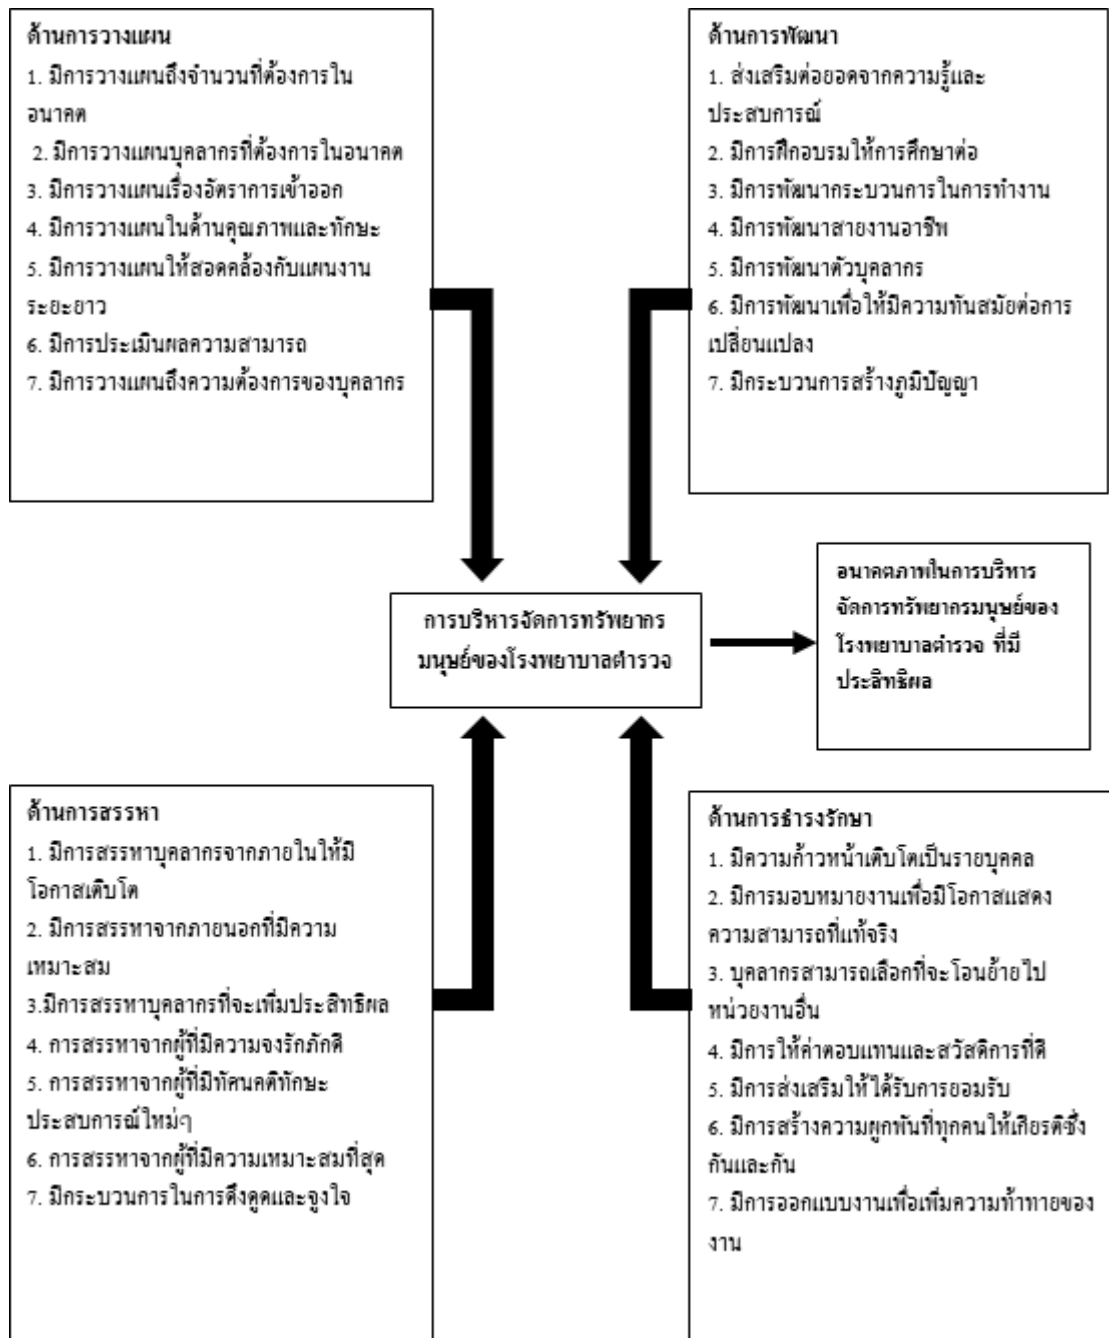 ด้านการวางแผน
1. มีการวางแผนถึงจำนวนที่ต้องการใน
อนาคต
2. มีการวางแผนบุคลากรที่ต้องการในอนาคต
3. มีการวางแผนเรื่องอัตราการเข้าออก
4. มีการวางแผนในด้านคุณภาพและทักษะ
5. มีการวางแผนให้สอดคล้องกับแผนงาน
ระยะยาว
6. มีการประเมินผลความสามารถ
7. มีการวางแผนถึงความต้องการของบุคลากร
ด้านการพัฒนา
1. ส่งเสริมต่อยอดจากความรู้และ
ประสบการณ์
2. มีการฝึกอบรมให้การศึกษาต่อ
3. มีการพัฒนากระบวนการในการทำงาน
4. มีการพัฒนาสายงานอาชีพ
5. มีการพัฒนาตัวบุคลากร
6. มีการพัฒนาเพื่อให้มีความทันสมัยต่อการ
เปลี่ยนแปลง
7. มีกระบวนการสร้างภูมิปัญญา
การบริหารจัดการทรัพยากร
มนุษย์ของโรงพยาบาลตำรวจ
อนาคตภาพในการบริหาร
จัดการทรัพยากรมนุษย์ของ
โรงพยาบาลตำรวจ ที่มี
ประสิทธิผล
ด้านการสรรหา
1. มีการสรรหาบุคลากรจากภายในให้มี
โอกาสเติบโต
2. มีการสรรหาจากภายนอกที่มีความ
เหมาะสม
3.มีการสรรหาบุคลากรที่จะเพิ่มประสิทธิผล
4. การสรรหาจากผู้ที่มีความจงรักภักดี
5. การสรรหาจากผู้ที่มีทัศนคติทักษะ
ประสบการณ์ใหม่ๆ
6. การสรรหาจากผู้ที่มีความเหมาะสมที่สุด
7. มีกระบวนการในการดึงดูดและจูงใจ
ด้านการธำรงรักษา
1. มีความก้าวหน้าเติบโตเป็นรายบุคคล
2. มีการมอบหมายงานเพื่อมีโอกาสแสดง
ความสามารถที่แท้จริง
3. บุคลากรสามารถเลือกที่จะโอนย้ายไป
หน่วยงานอื่น
4. มีการให้ค่าตอบแทนและสวัสดิการที่ดี
5. มีการส่งเสริมให้ได้รับการยอมรับ
6. มีการสร้างความผูกพันที่ทุกคนให้เกียรติซึ่ง
กันและกัน
7. มีการออกแบบงานเพื่อเพิ่มความท้าทายของ
งาน